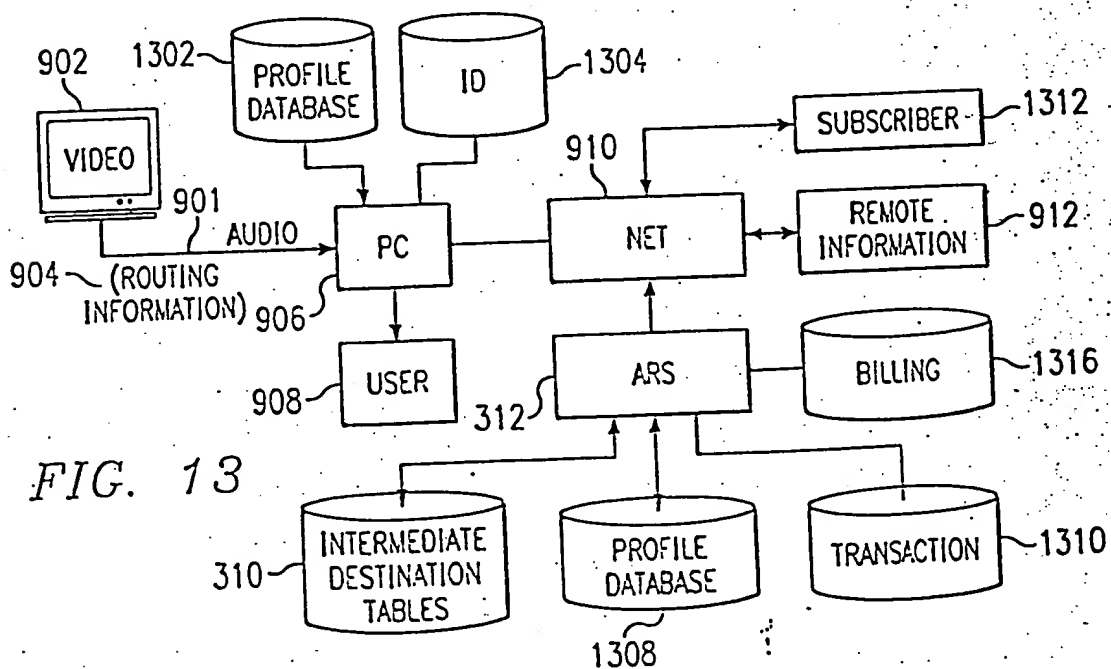 1302
PROFILE
DATABASE
ID
1304
902
VIDEO
901
AUDIO
904
(ROUTING
INFORMATION)
PC
906
USER
908
910
NET
SUBSCRIBER
1312
REMOTE
INFORMATION
912
ARS
312
BILLING
1316
FIG. 13
310
INTERMEDIATE
DESTINATION
TABLES
PROFILE
DATABASE
1308
TRANSACTION
1310